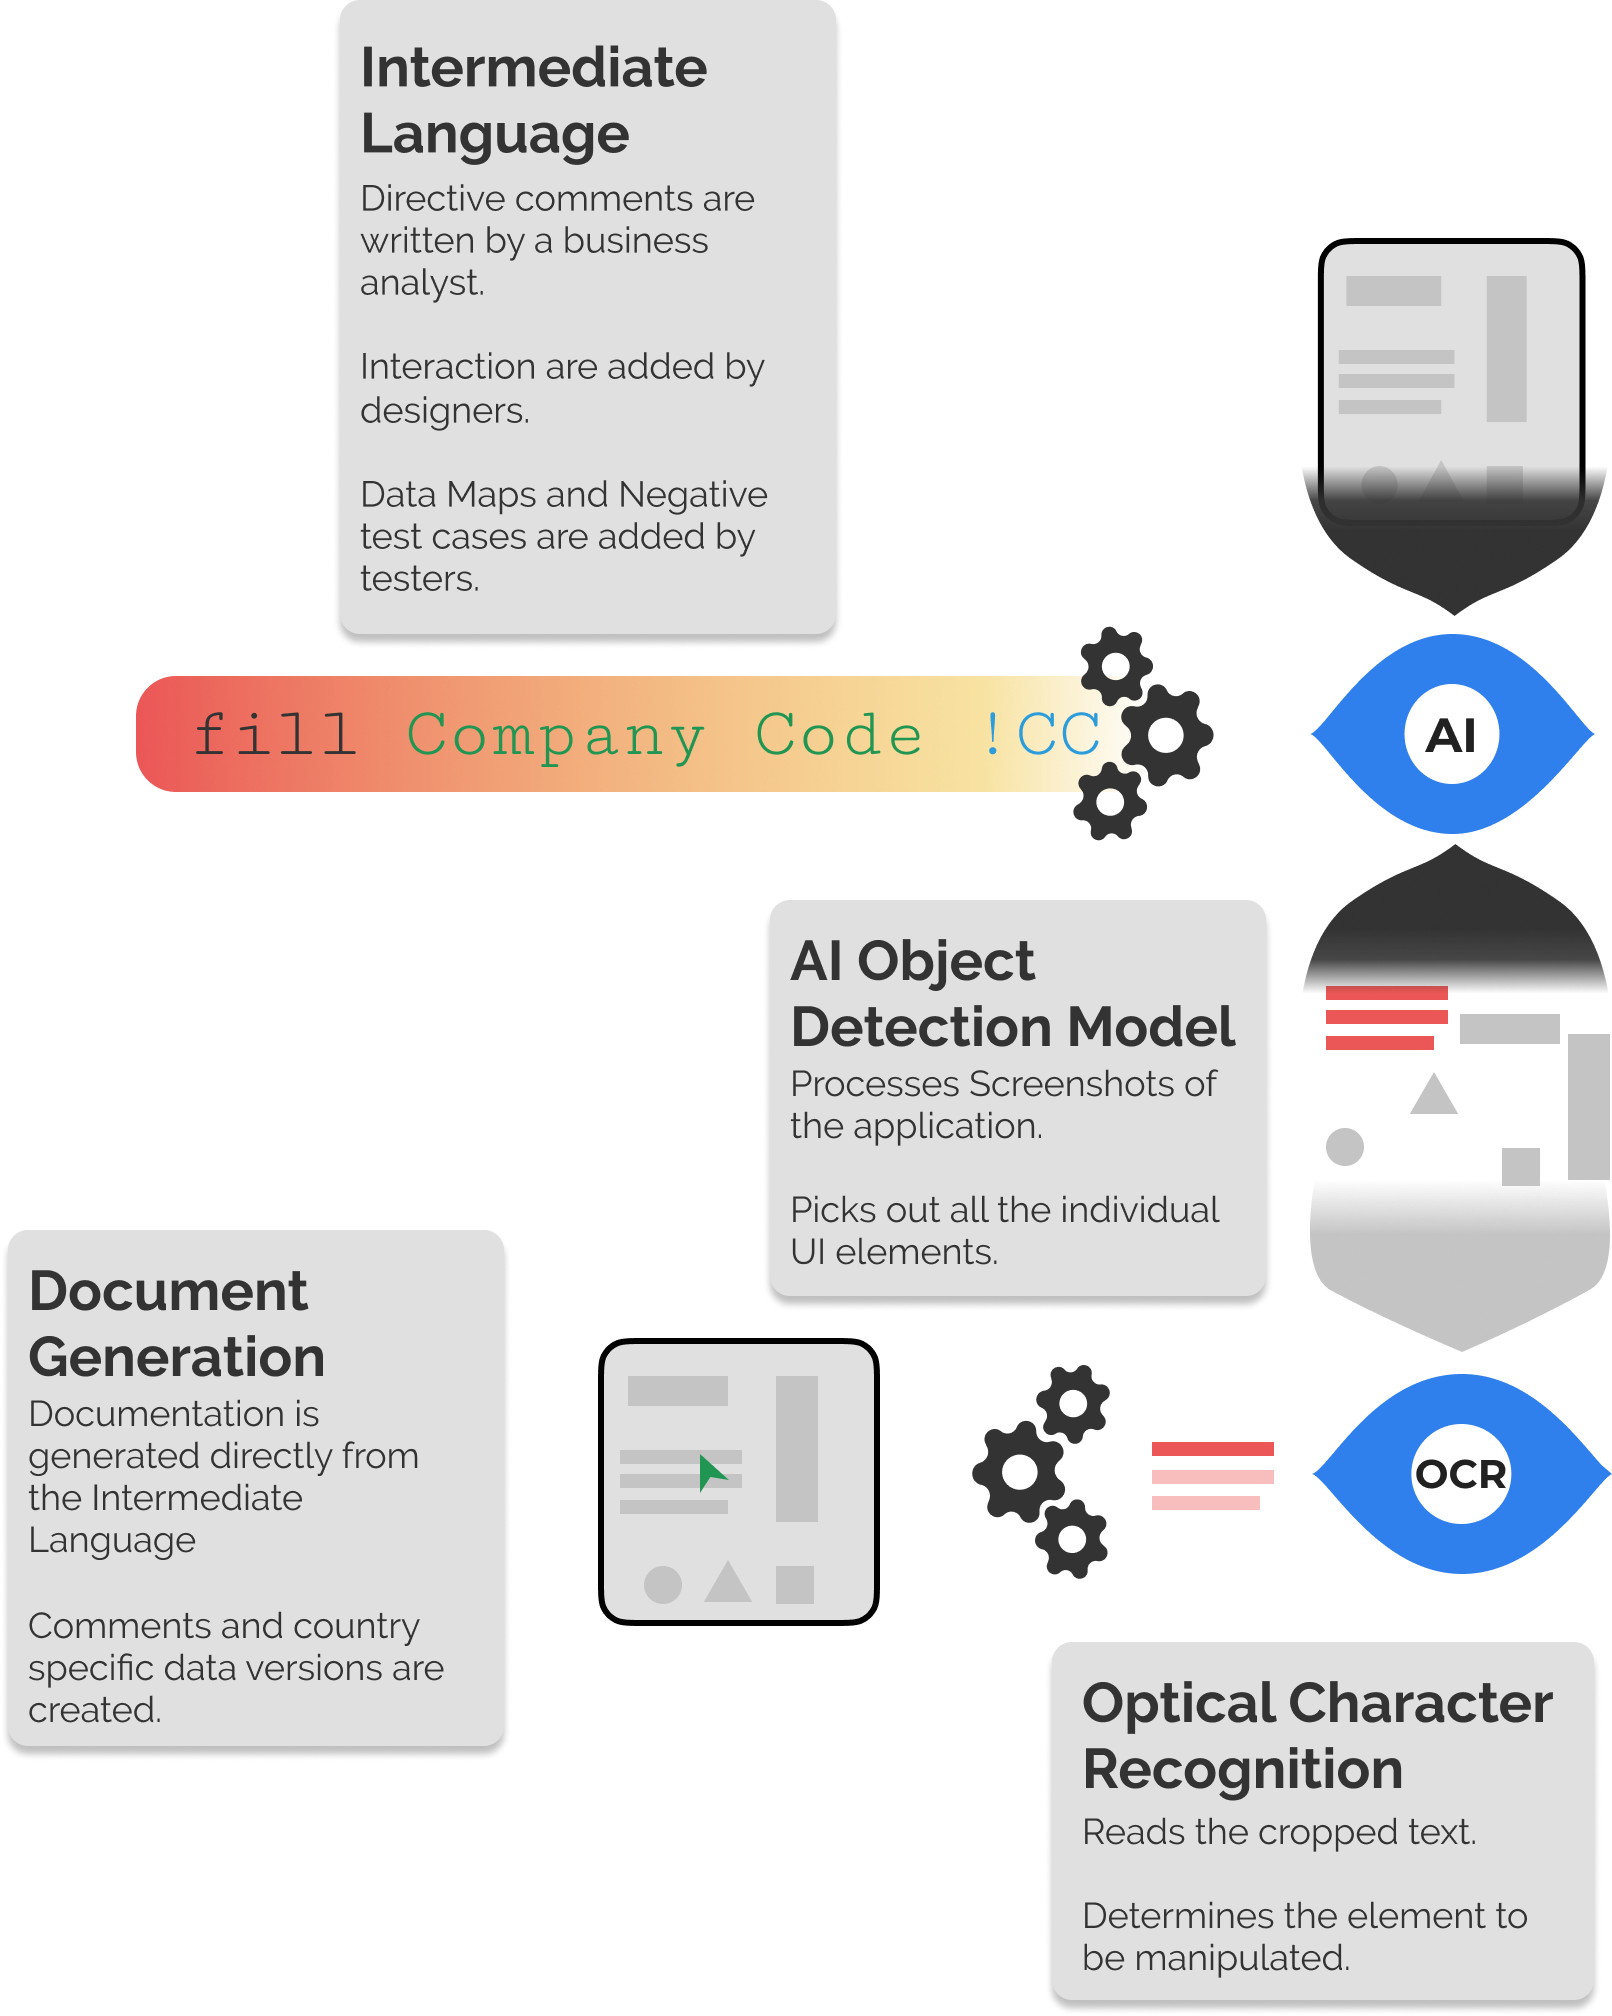 Intermediate
Language
Directive comments are
written by a business
analyst.
Interaction are added by
designers.
Data Maps and Negative
test cases are added by
testers.
fill Company Code !CC
AI
AI Object
Detection Model
Processes Screenshots of
the application.
Picks out all the individual
UI elements.
Document
Generation
Documentation is
generated directly from
the Intermediate
Language
Comments and country
specific data versions are
created.
OCR
Optical Character
Recognition
Reads the cropped text.
Determines the element to
be manipulated.